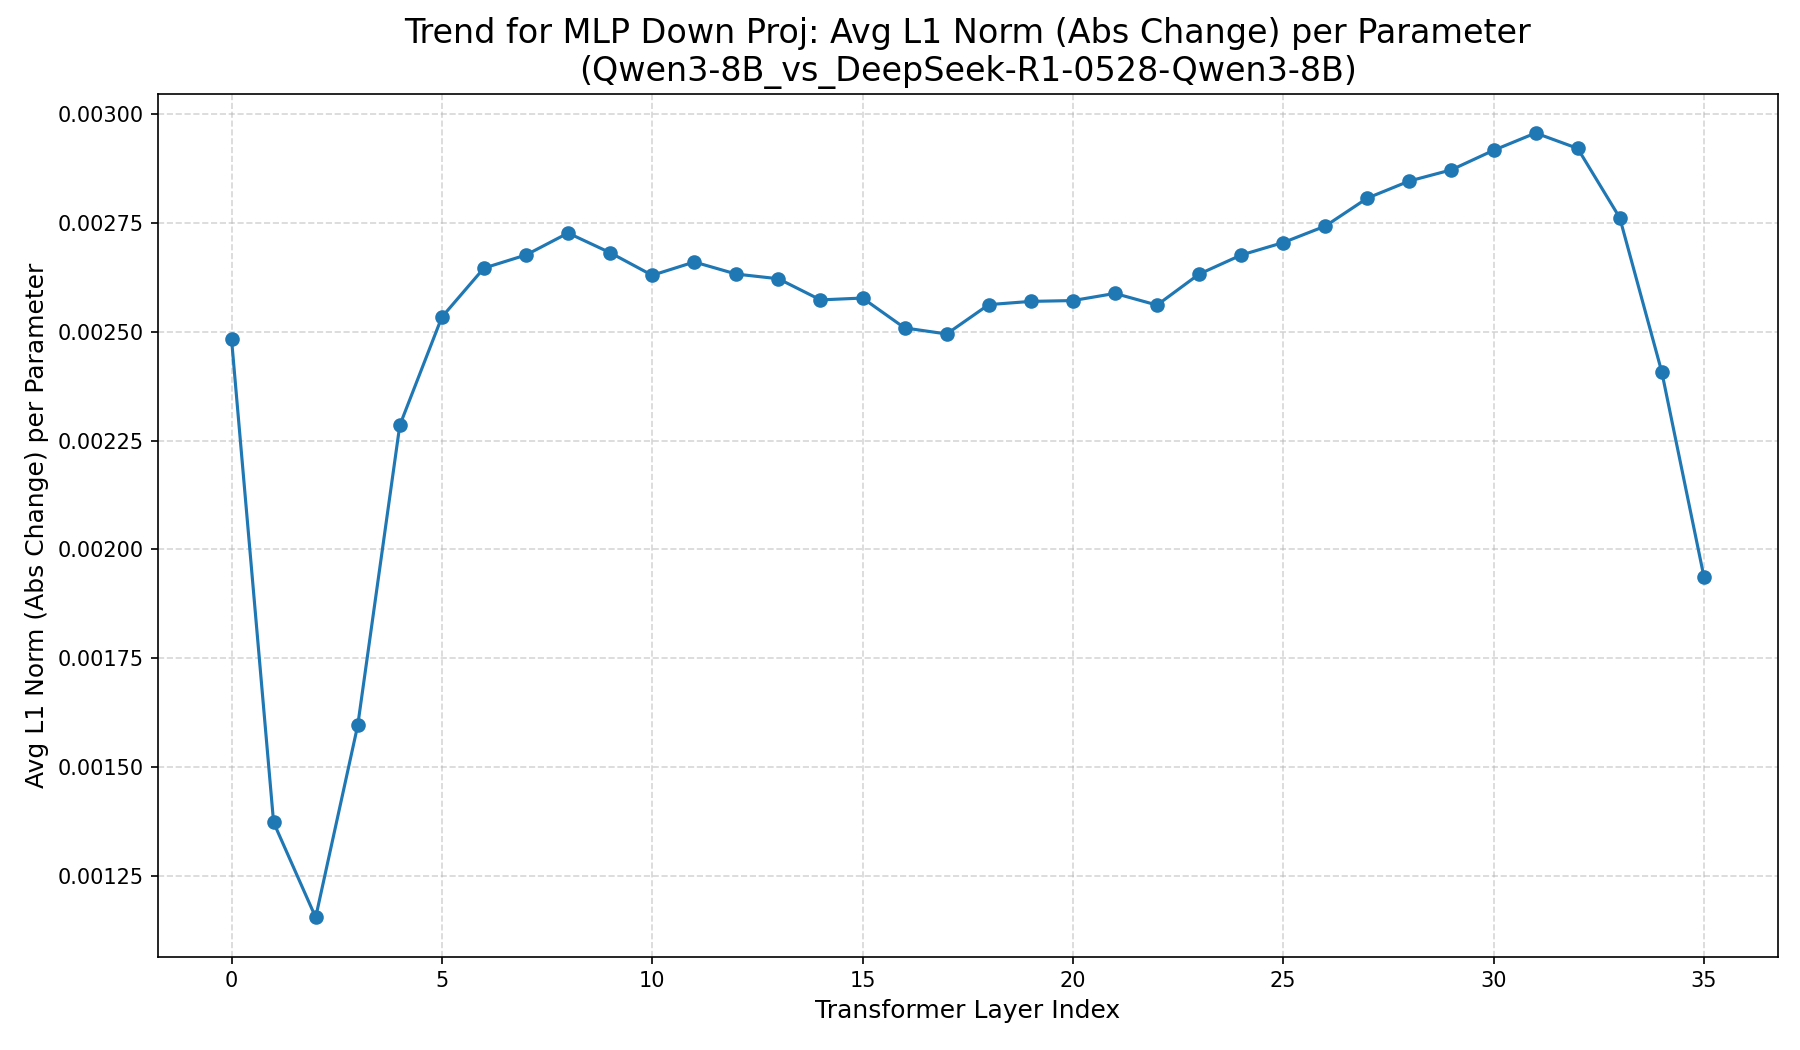 Trend for MLP Down Proj: Avg L1 Norm (Abs Change) per Parameter
(Qwen3-8B_vs_DeepSeek-R1-0528-Qwen3-8B)
Avg L1 Norm (Abs Change) per Parameter
0.00300
0.00275
0.00250
0.00225
0.00200
0.00175
0.00150
0.00125
0 5 10 15 20 25 30 35
Transformer Layer Index